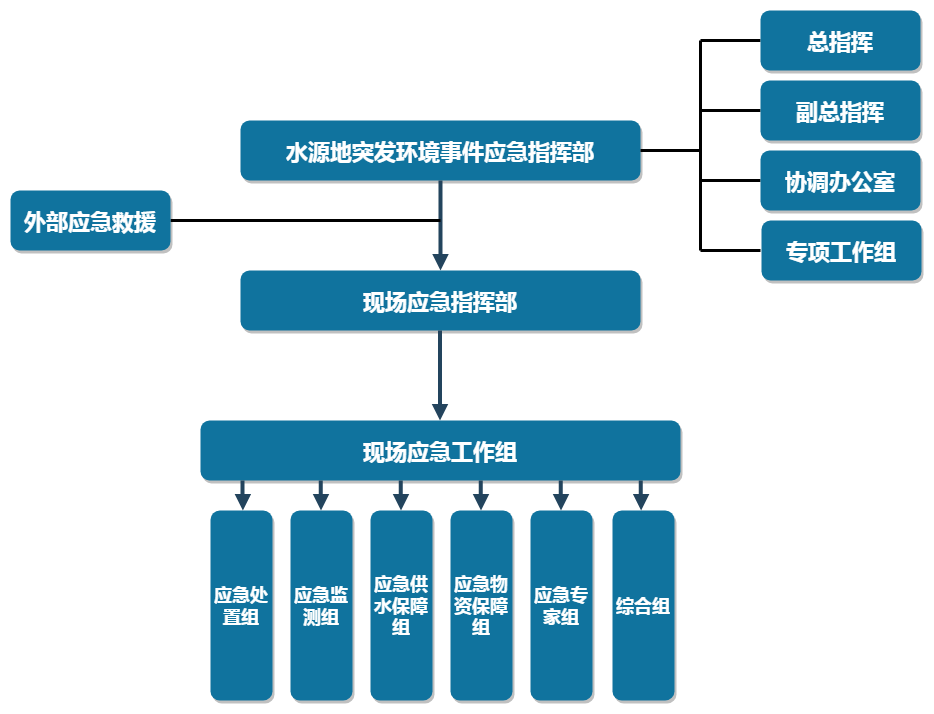 总指挥
副总指挥
水源地突发环境事件应急指挥部
协调办公室
外部应急救援
专项工作组
现场应急指挥部
现场应急工作组
应急处
置组
应急监
测组
应急供
水保障
组
应急物
资保障
组
应急专
家组
综合组